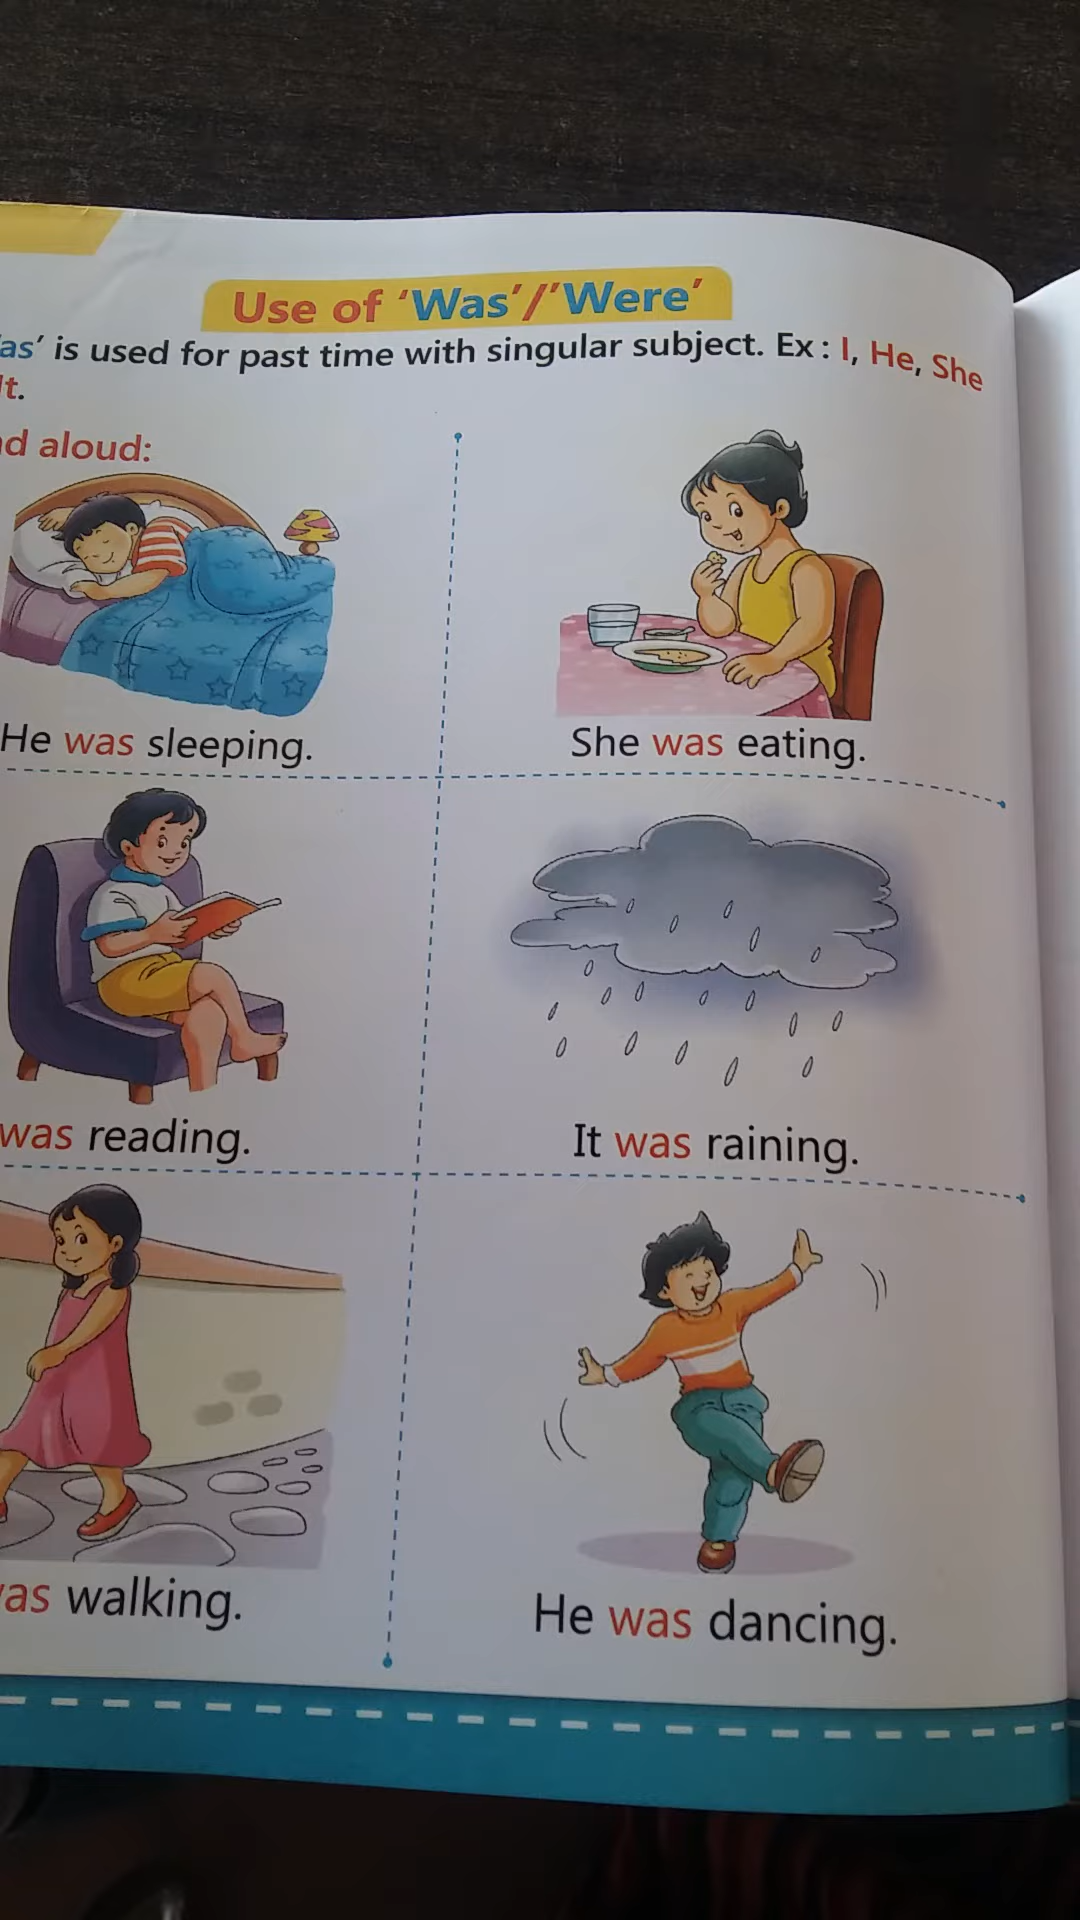 Use of ‘Was’/’Were’
as’ is used for past time with singular subject. Ex : I, He, She
It.
d aloud:
He was sleeping.
She was eating.
was reading.
It was raining.
as walking.
He was dancing.